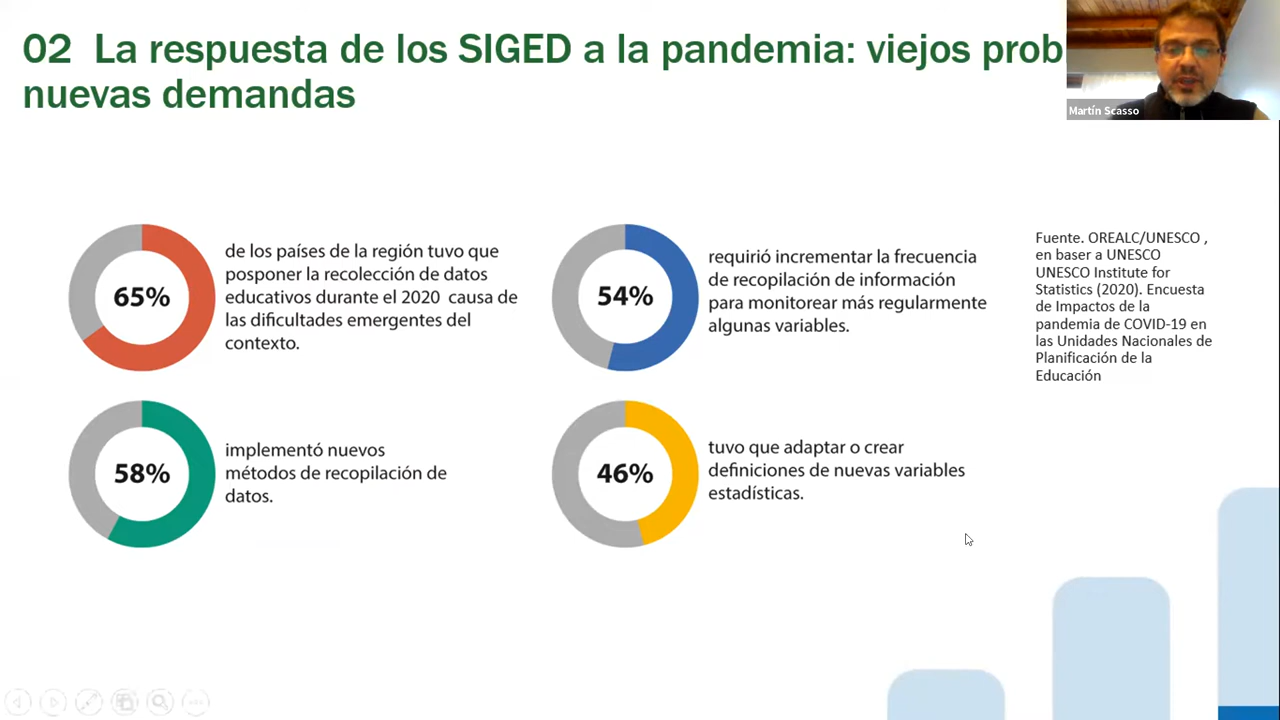 02 La respuesta de los SIGED a la pandemia: viejos prob
nuevas demandas
Martín Scasso
65%
de los países de la región tuvo que
posponer la recolección de datos
educativos durante el 2020 causa de
las dificultades emergentes del
contexto.
54%
requirió incrementar la frecuencia
de recopilación de información
para monitorear más regularmente
algunas variables.
58%
implementó nuevos
métodos de recopilación de
datos.
46%
tuvo que adaptar o crear
definiciones de nuevas variables
estadísticas.
Fuente. OREALC/UNESCO ,
en baser a UNESCO
UNESCO Institute for
Statistics (2020). Encuesta
de Impactos de la
pandemia de COVID-19 en
las Unidades Nacionales de
Planificación de la
Educación